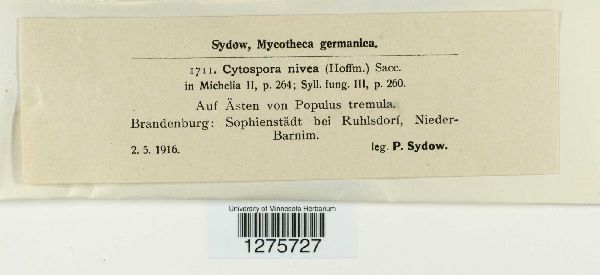 Sydow, Mycotheca germanica.
1711. Cytospora nivea (Hoffm.) Sacc.
in Michelia II, p. 264; Syll. fung. III, p. 260.
Auf Ästen von Populus tremula.
Brandenburg: Sophienstädt bei Ruhlsdorf, Nieder-
Barnim.
2. 5. 1916. leg. P. Sydow.
University of Minnesota Herbarium
1275727